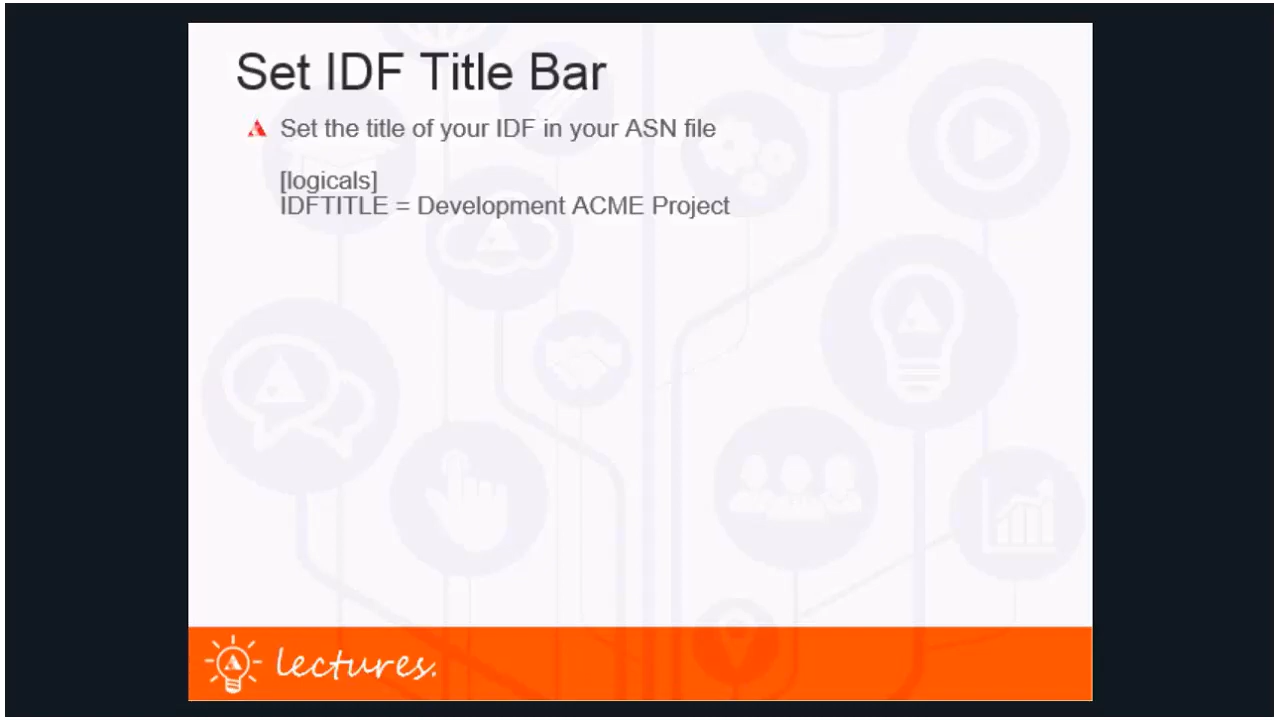 Set IDF Title Bar
Set the title of your IDF in your ASN file
[logicals]
IDFTITLE = Development ACME Project
lectures.